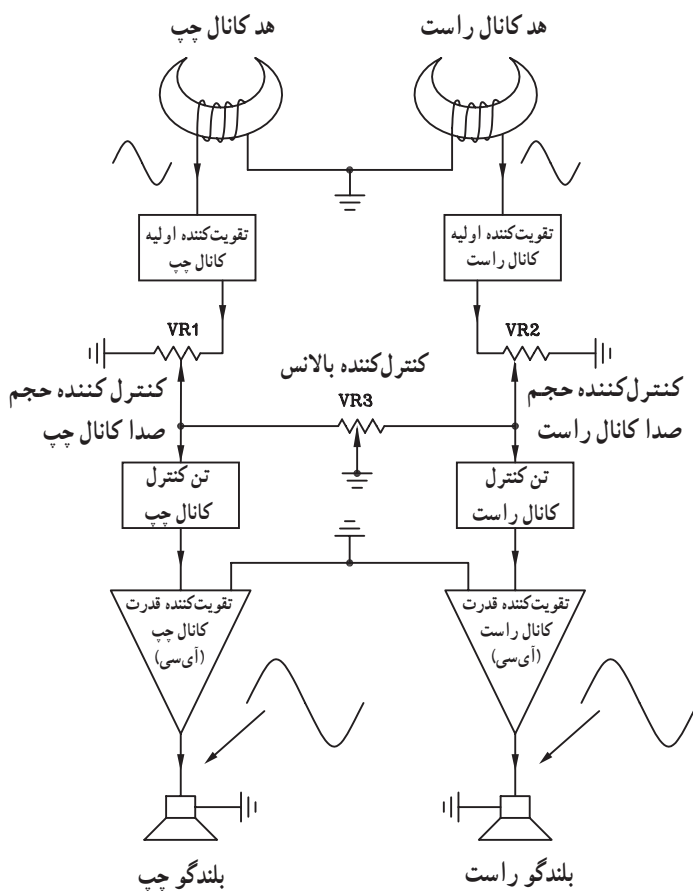 هد کانال راست
هد کانال چپ
تقویت‌کننده اولیه
کانال راست
تقویت‌کننده اولیه
کانال چپ
VR2
VR1
کنترل‌کننده بالانس
VR3
کنترل‌کننده حجم
صدا کانال راست
کنترل کننده حجم
صدا کانال چپ
تن کنترل
کانال راست
تن کنترل
کانال چپ
تقویت‌کننده قدرت
کانال راست
(آی‌سی)
تقویت‌کننده قدرت
کانال چپ
(آی‌سی)
بلندگو راست
بلندگو چپ